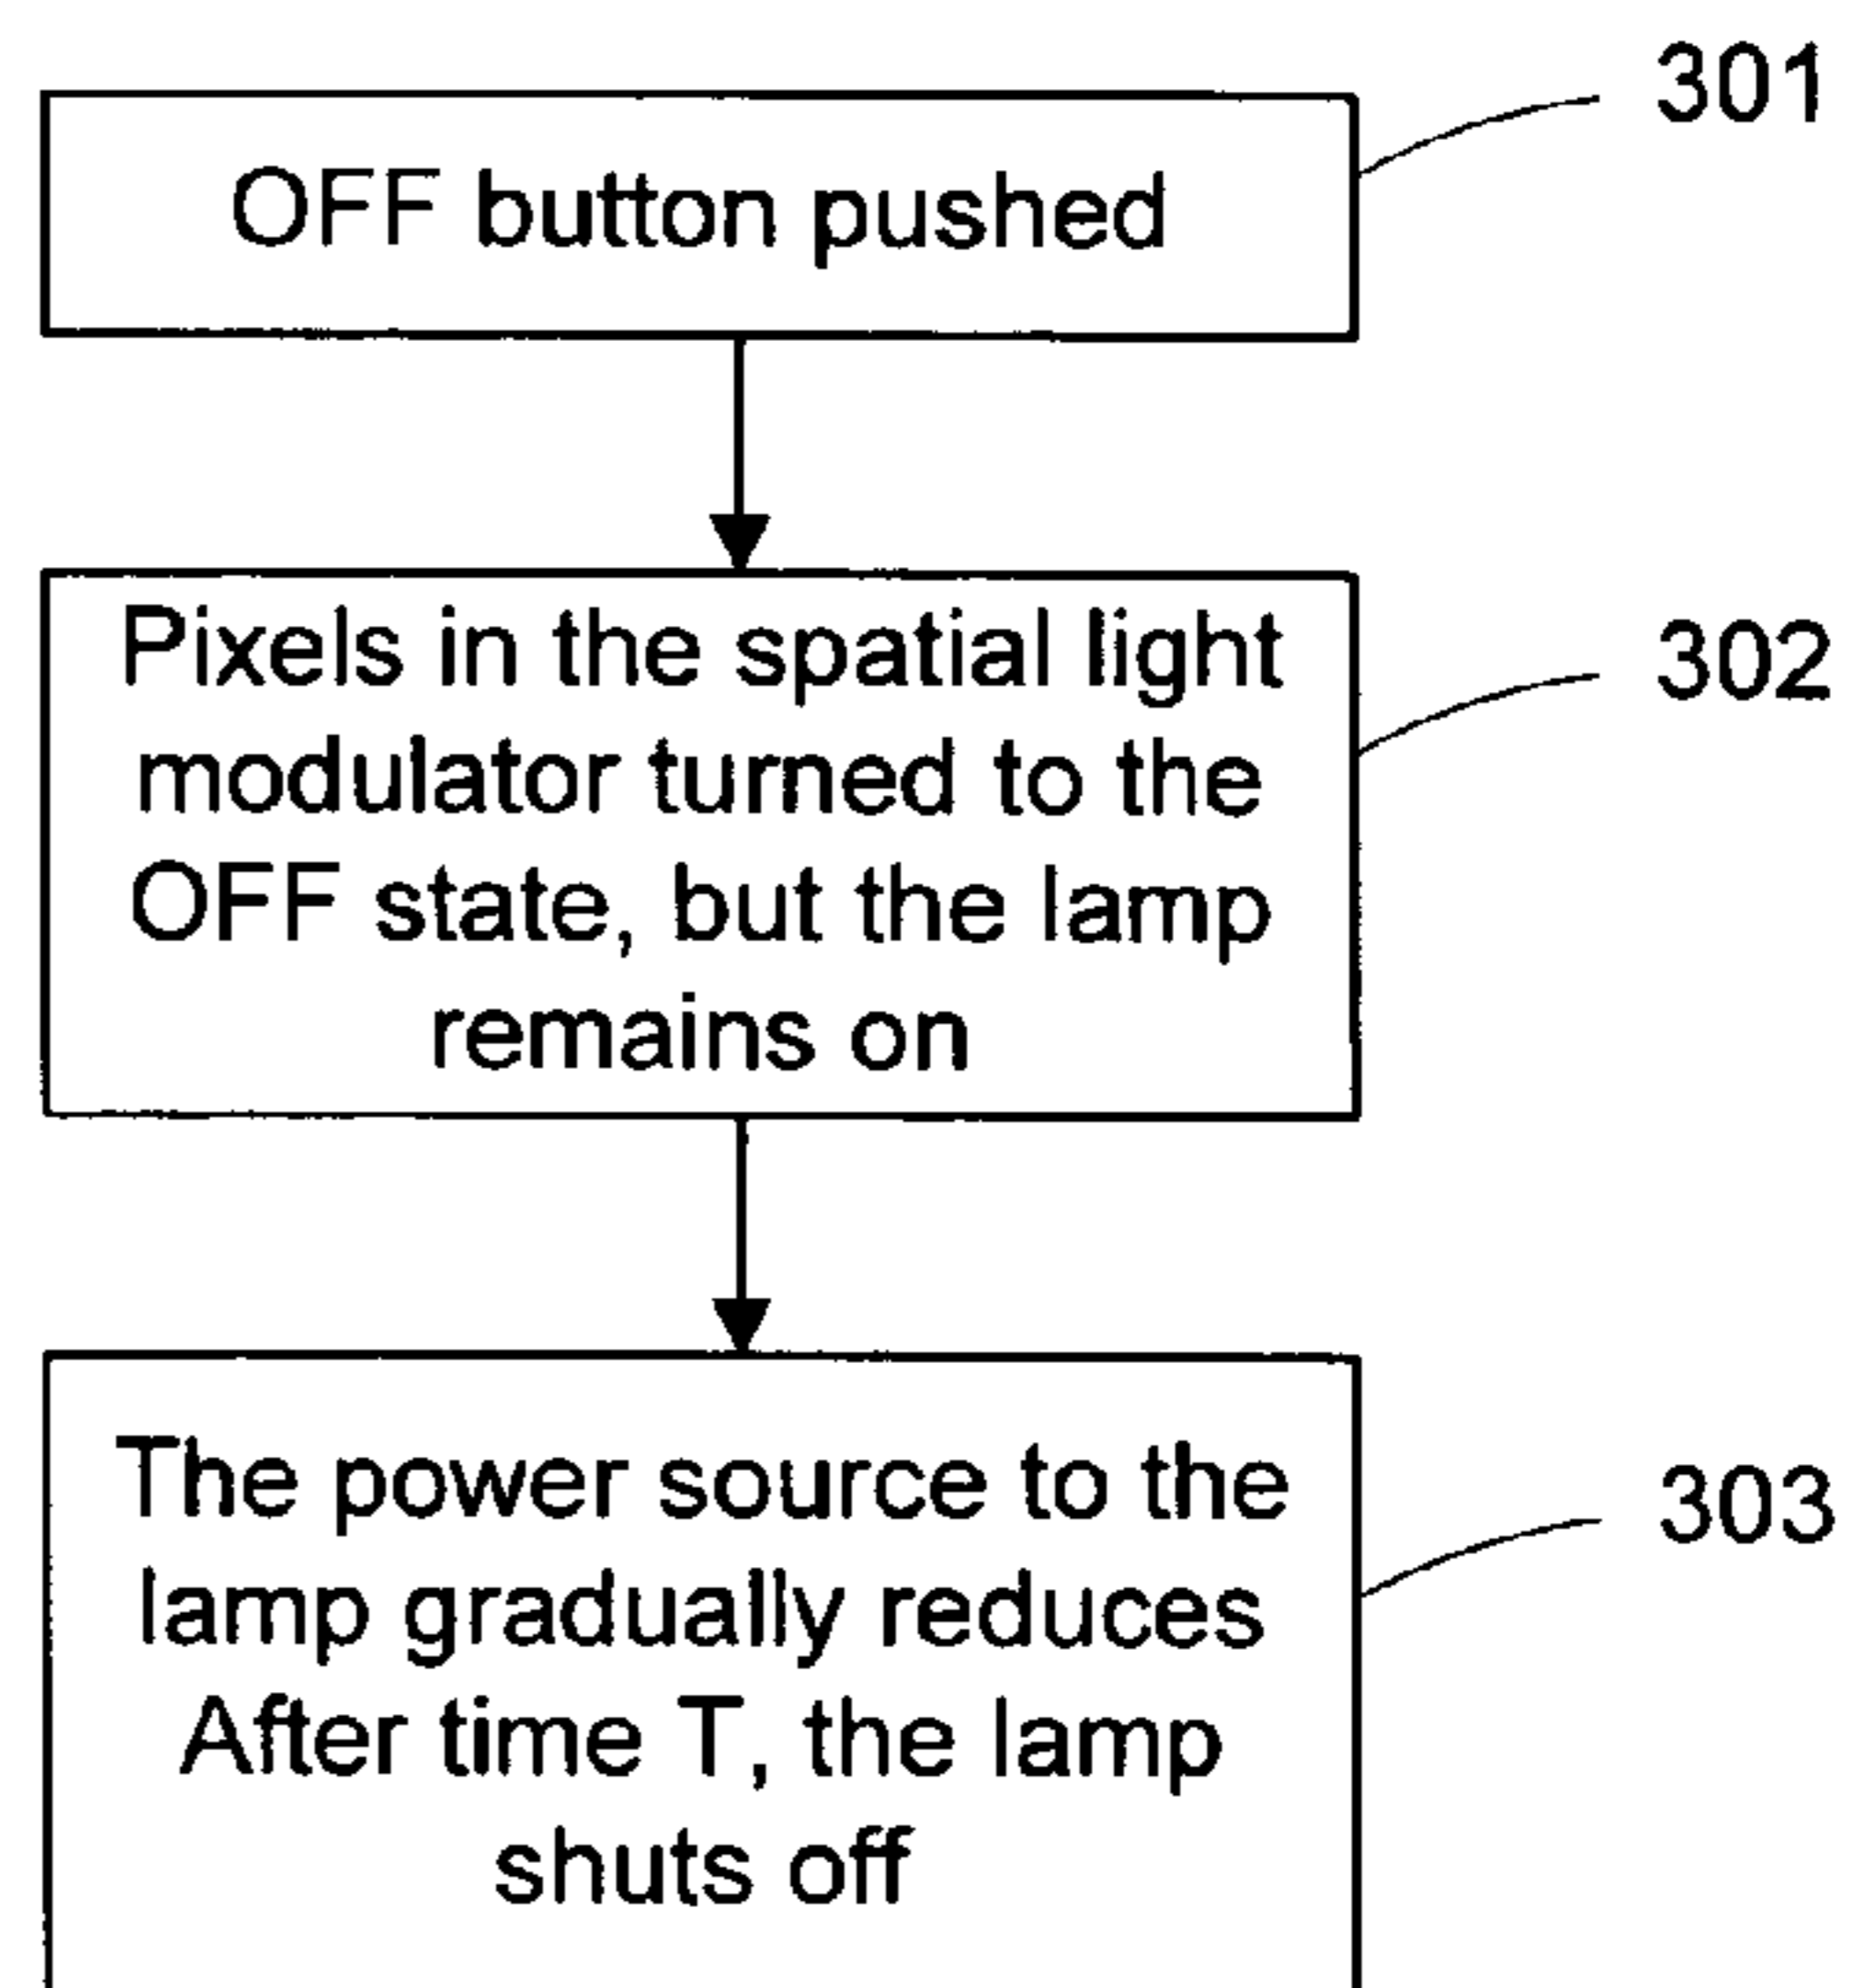 301
OFF button pushed
Pixels in the spatial light
302
modulator turned to the
OFF state, but the lamp
remains on
The power source to the
303
lamp gradually reduces
After time T, the lamp
shuts off